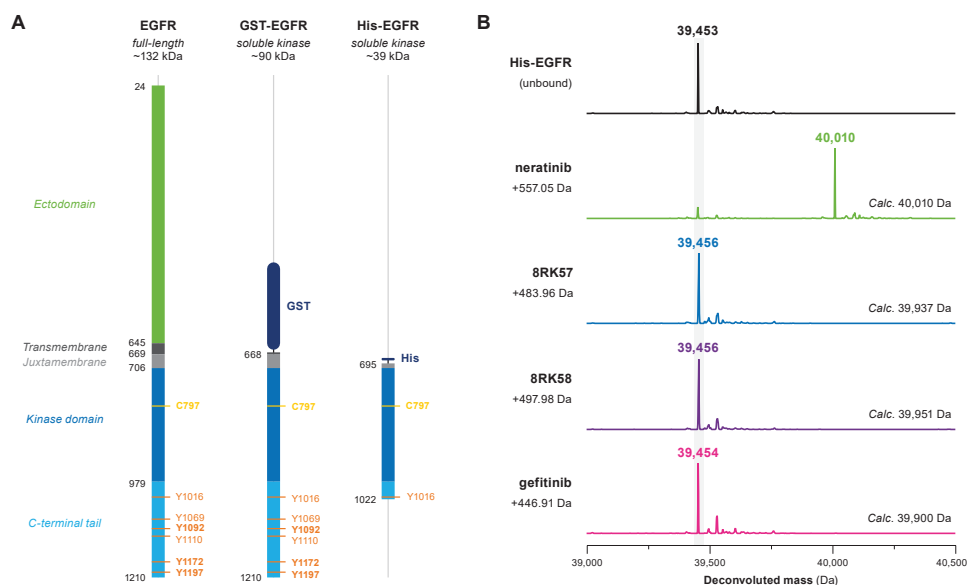 A
EGFR
full-length
~132 kDa
GST-EGFR
soluble kinase
~90 kDa
His-EGFR
soluble kinase
~39 kDa
24
Ectodomain
GST
645
Transmembrane
669
668
His
Juxtamembrane
695
706
C797
C797
C797
Kinase domain
979
Y1016
Y1016
1022
Y1016
C-terminal tail
Y1069
Y1069
Y1092
Y1092
Y1110
Y1110
Y1172
Y1172
Y1197
Y1197
1210
1210
B
39,453
His-EGFR
(unbound)
40,010
neratinib
+557.05 Da
Calc. 40,010 Da
39,456
8RK57
+483.96 Da
Calc. 39,937 Da
39,456
8RK58
+497.98 Da
Calc. 39,951 Da
39,454
gefitinib
+446.91 Da
Calc. 39,900 Da
39,000
39,500
40,000
40,500
Deconvoluted mass (Da)